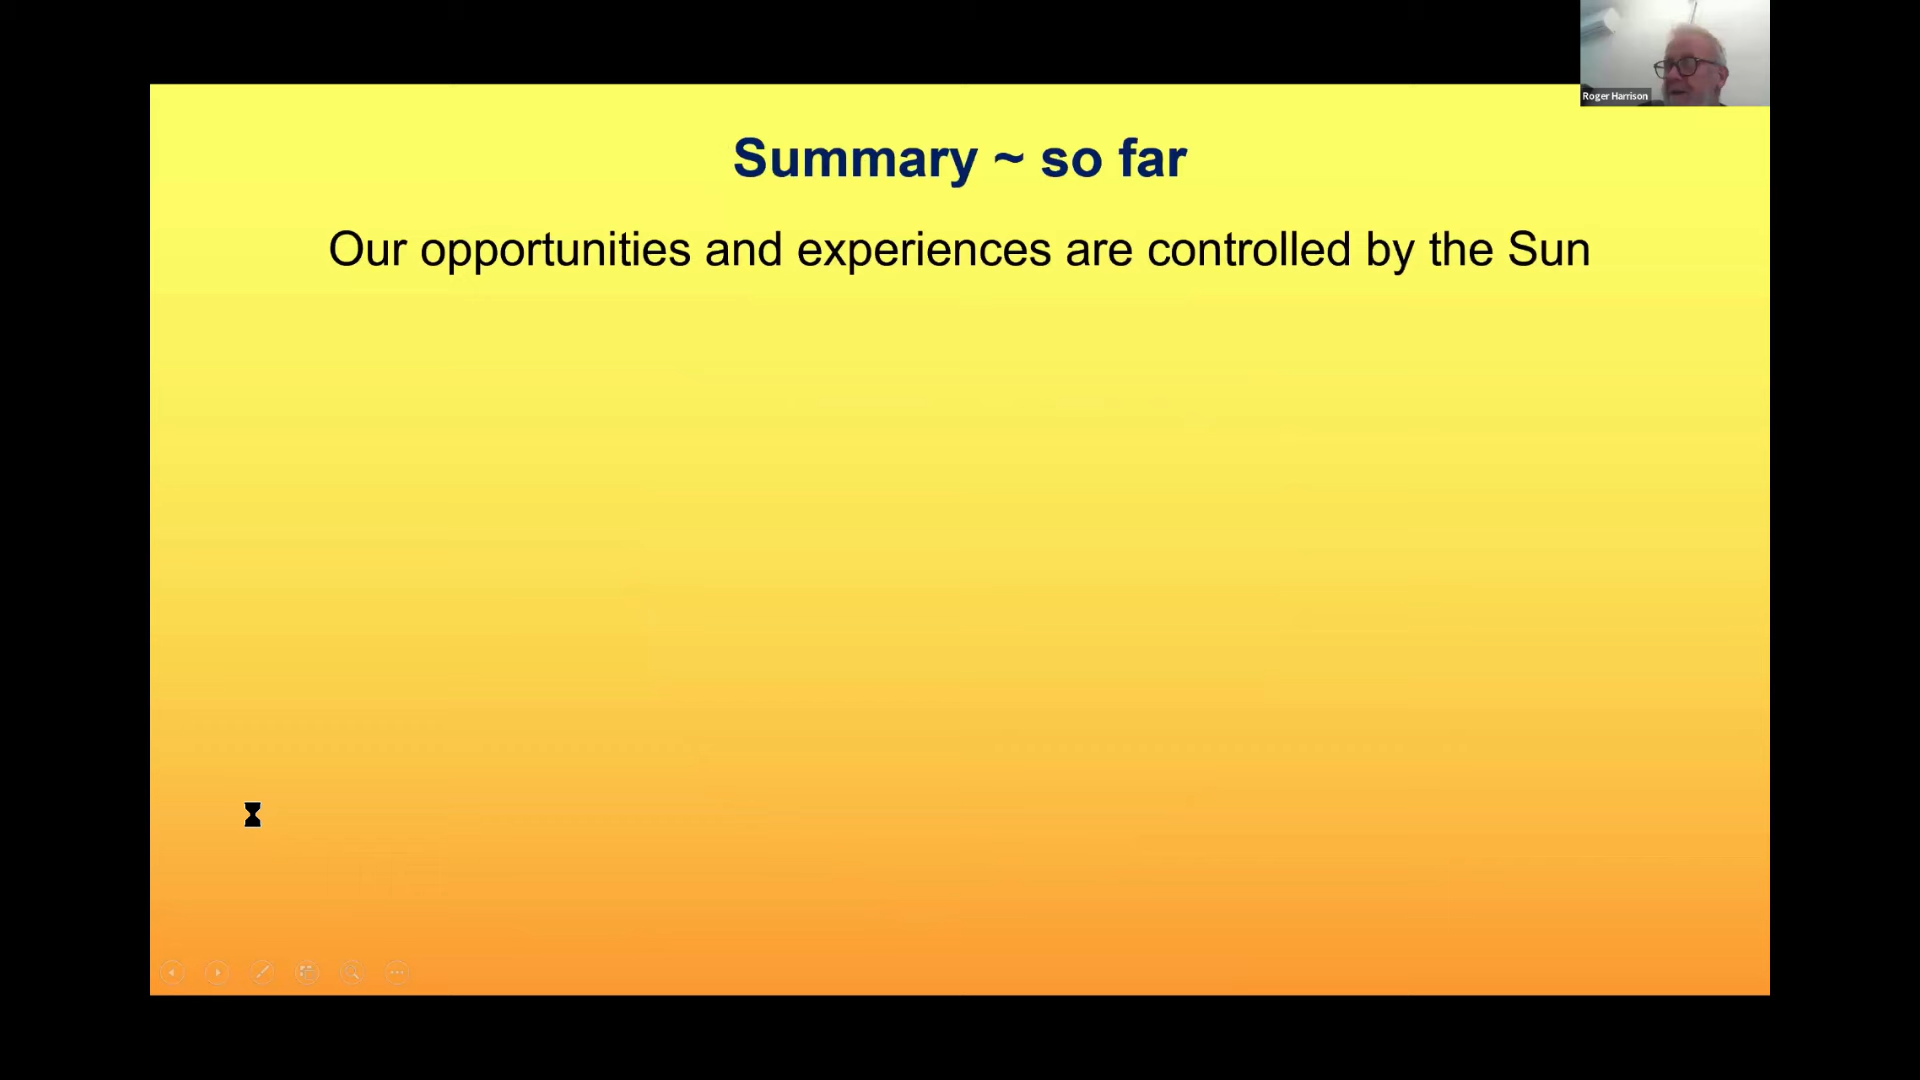 Roger Harrison
Summary ~ so far
Our opportunities and experiences are controlled by the Sun